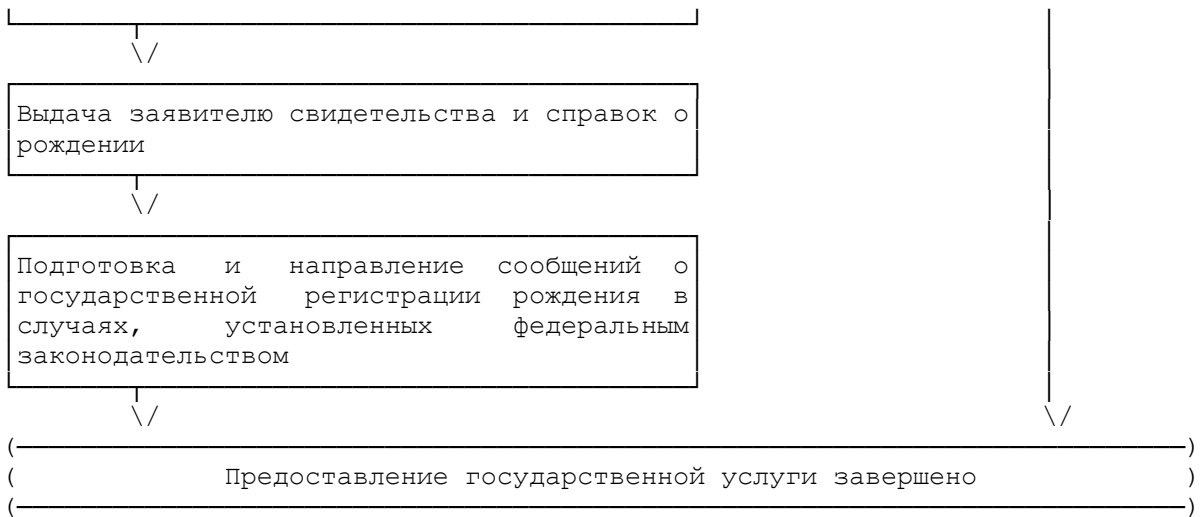 Выдача заявителю свидетельства и справок о
рождении
Подготовка и направление сообщений о
государственной регистрации рождения в
случаях, установленных федеральным
законодательством
Предоставление государственной услуги завершено